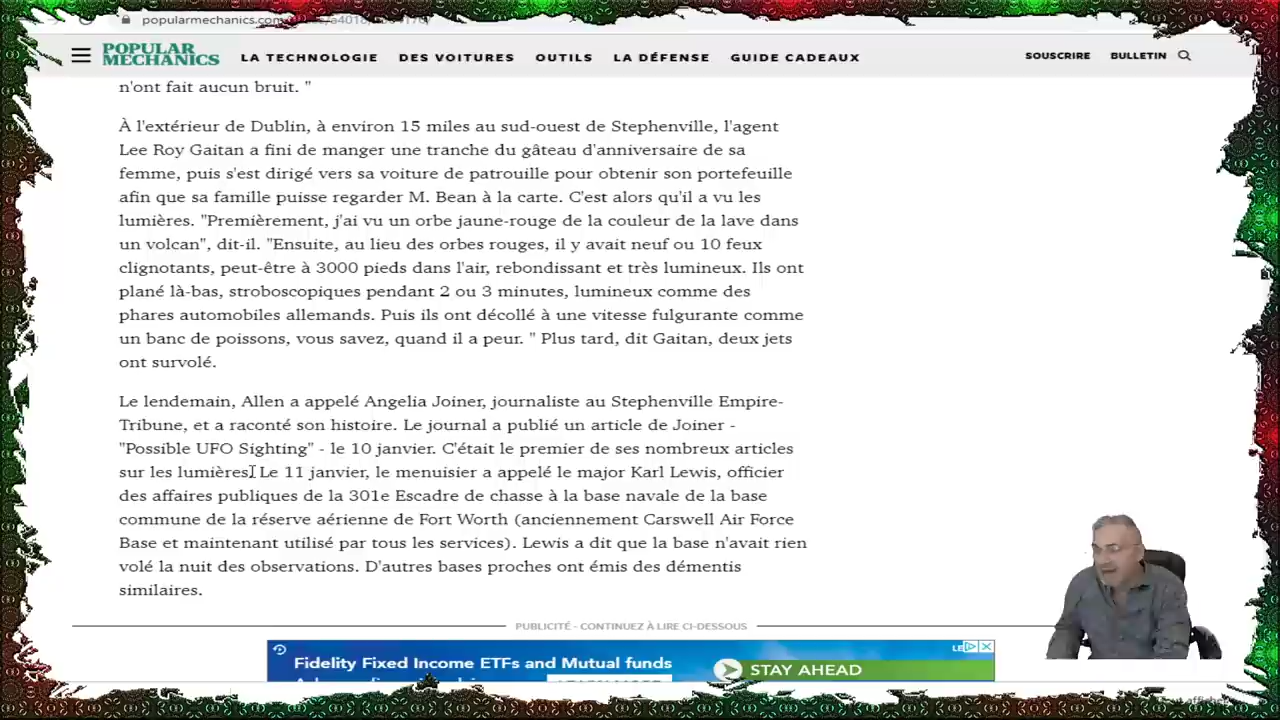 popularmechanics.com
POPULAR
MECHANICS
LA TECHNOLOGIE DES VOITURES OUTILS LA DÉFENSE GUIDE CADEAUX SOUSCRIRE BULLETIN
n'ont fait aucun bruit. "
À l'extérieur de Dublin, à environ 15 miles au sud-ouest de Stephenville, l'agent
Lee Roy Gaitan a fini de manger une tranche du gâteau d'anniversaire de sa
femme, puis s'est dirigé vers sa voiture de patrouille pour obtenir son portefeuille
afin que sa famille puisse regarder M. Bean à la carte. C'est alors qu'il a vu les
lumières. "Premièrement, j'ai vu un orbe jaune-rouge de la couleur de la lave dans
un volcan", dit-il. "Ensuite, au lieu des orbes rouges, il y avait neuf ou 10 feux
clignotants, peut-être à 3000 pieds dans l'air, rebondissant et très lumineux. Ils ont
plané là-bas, stroboscopiques pendant 2 ou 3 minutes, lumineux comme des
phares automobiles allemands. Puis ils ont décollé à une vitesse fulgurante comme
un banc de poissons, vous savez, quand il a peur. " Plus tard, dit Gaitan, deux jets
ont survolé.
Le lendemain, Allen a appelé Angelia Joiner, journaliste au Stephenville Empire-
Tribune, et a raconté son histoire. Le journal a publié un article de Joiner -
"Possible UFO Sighting" - le 10 janvier. C'était le premier de ses nombreux articles
sur les lumières. Le 11 janvier, le menuisier a appelé le major Karl Lewis, officier
des affaires publiques de la 301e Escadre de chasse à la base navale de la base
commune de la réserve aérienne de Fort Worth (anciennement Carswell Air Force
Base et maintenant utilisé par tous les services). Lewis a dit que la base n'avait rien
volé la nuit des observations. D'autres bases proches ont émis des démentis
similaires.
PUBLICITÉ - CONTINUEZ À LIRE CI-DESSOUS
Fidelity Fixed Income ETFs and Mutual funds
STAY AHEAD